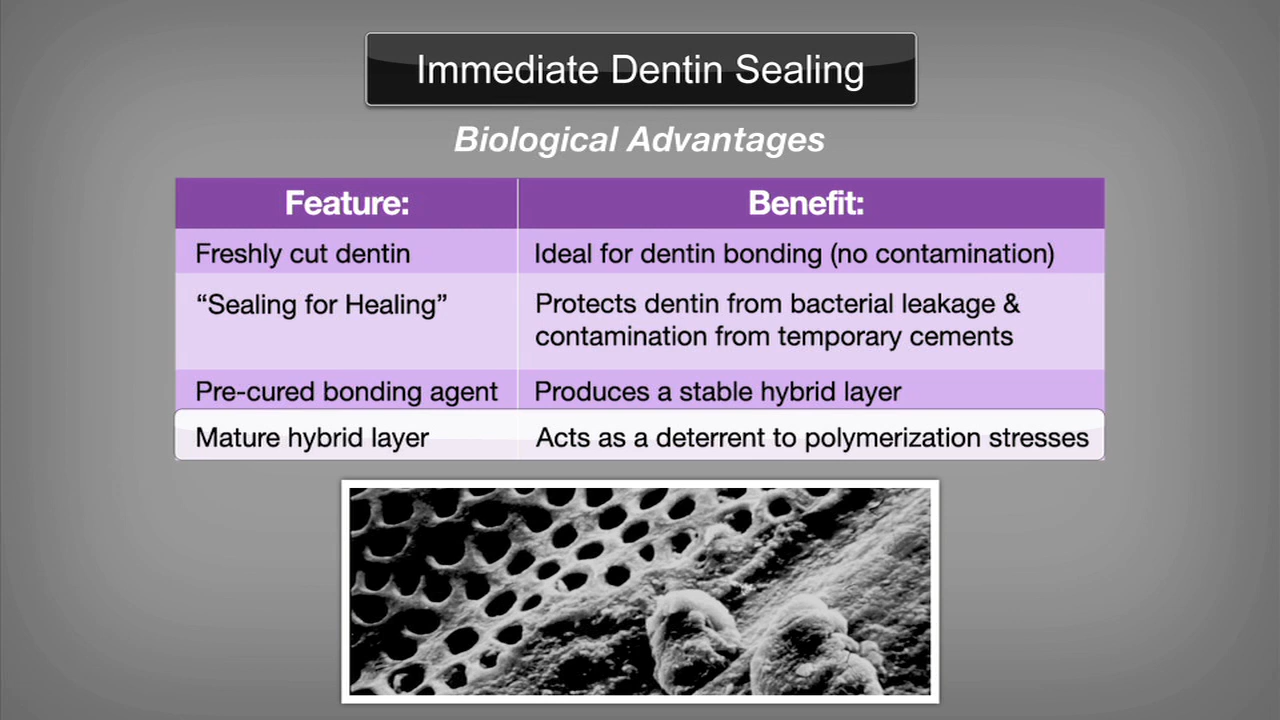 Immediate Dentin Sealing
Biological Advantages
Feature:
Benefit:
Freshly cut dentin
Ideal for dentin bonding (no contamination)
“Sealing for Healing”
Protects dentin from bacterial leakage &
contamination from temporary cements
Pre-cured bonding agent
Produces a stable hybrid layer
Mature hybrid layer
Acts as a deterrent to polymerization stresses